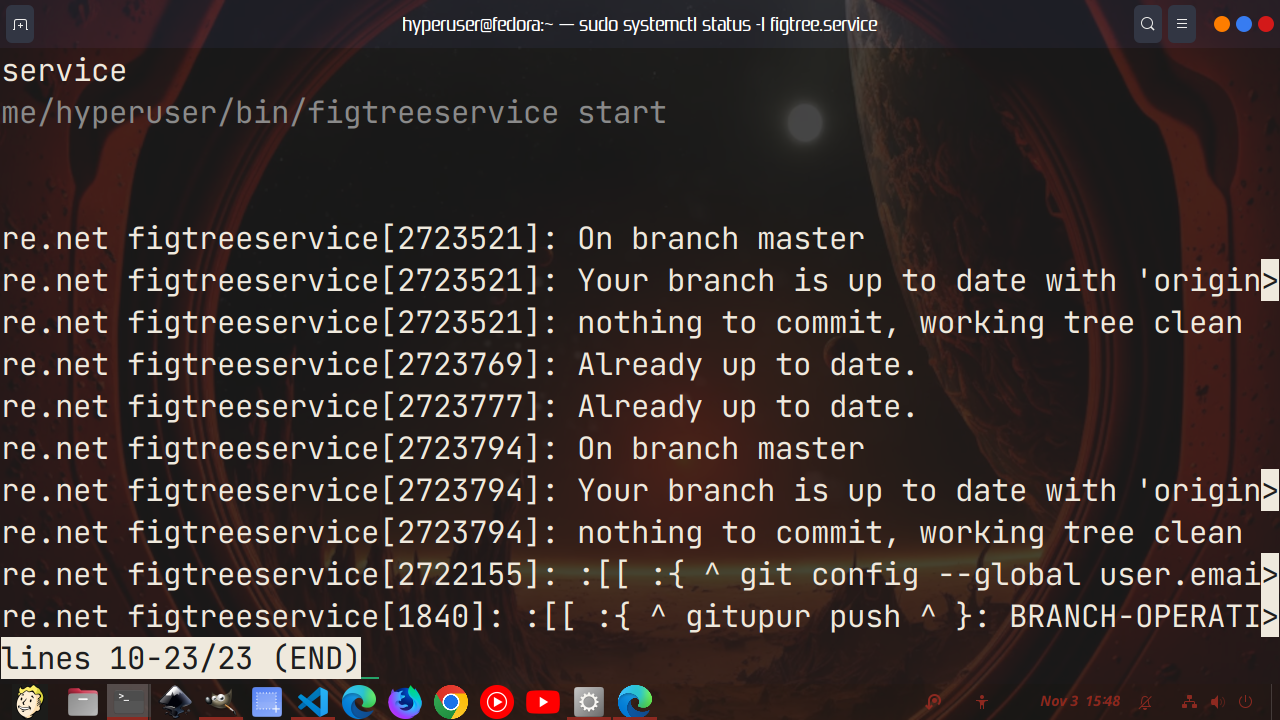 hyperuser@fedora:~ — sudo systemctl status -l figtree.service
service
me/hyperuser/bin/figtreeservice start
re.net figtreeservice[2723521]: On branch master
re.net figtreeservice[2723521]: Your branch is up to date with 'origin>
re.net figtreeservice[2723521]: nothing to commit, working tree clean
re.net figtreeservice[2723769]: Already up to date.
re.net figtreeservice[2723777]: Already up to date.
re.net figtreeservice[2723794]: On branch master
re.net figtreeservice[2723794]: Your branch is up to date with 'origin>
re.net figtreeservice[2723794]: nothing to commit, working tree clean
re.net figtreeservice[2722155]: :[[ :{ ^ git config --global user.emai>
re.net figtreeservice[1840]: :[[ :{ ^ gitupur push ^ }: BRANCH-OPERATI>
lines 10-23/23 (END)
Nov 3 15:48